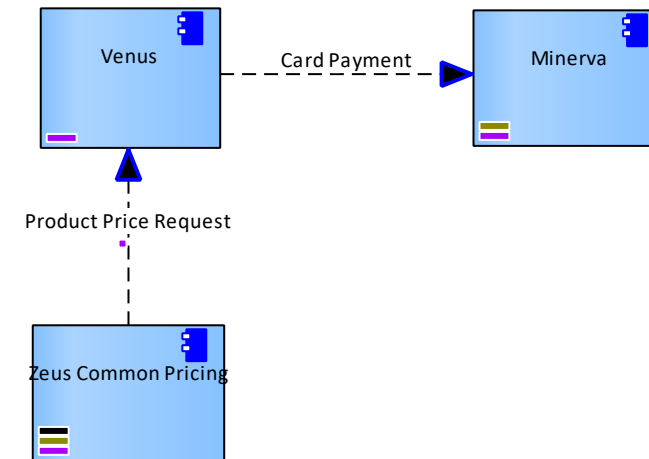 Venus
Card Payment
Minerva
Product Price Request
Zeus Common Pricing